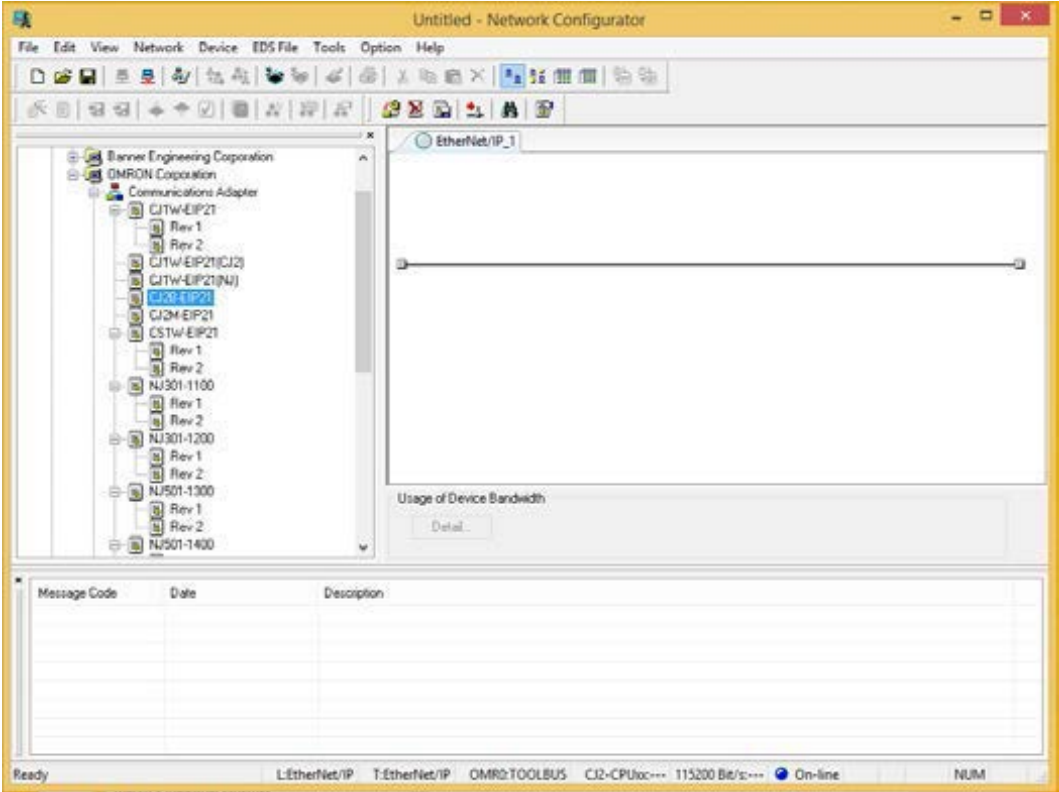 Untitled - Network Configurator
File Edit View Network Device EDS File Tools Option Help
EtherNet/IP_1
Banner Engineering Corporation
OMRON Corporation
Communications Adapter
CJ1W-EIP21
Rev 1
Rev 2
CJ1W-EIP21(CJ2)
CJ1W-EIP21(NJ)
CJ2B-EIP21
CJ2M-EIP21
CS1W-EIP21
Rev 1
Rev 2
NJ301-1100
Rev 1
Rev 2
NJ301-1200
Rev 1
Rev 2
NJ501-1300
Rev 1
Rev 2
NJ501-1400
Usage of Device Bandwidth
Detail...
Message Code Date Description
Ready L:EtherNet/IP T:EtherNet/IP OMR0:TOOLBUS CJ2-CPUxx:--- 115200 Bit/s:--- On-line NUM